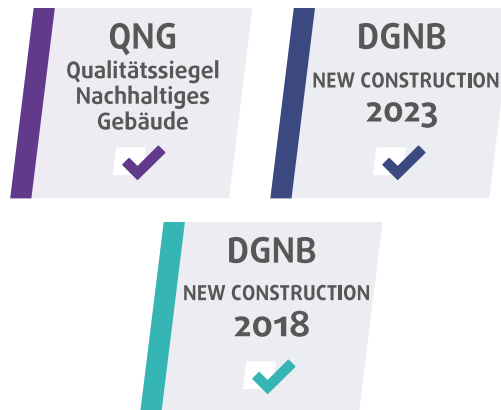 QNG
Qualitätssiegel
Nachhaltiges
Gebäude
DGNB
NEW CONSTRUCTION
2023
DGNB
NEW CONSTRUCTION
2018